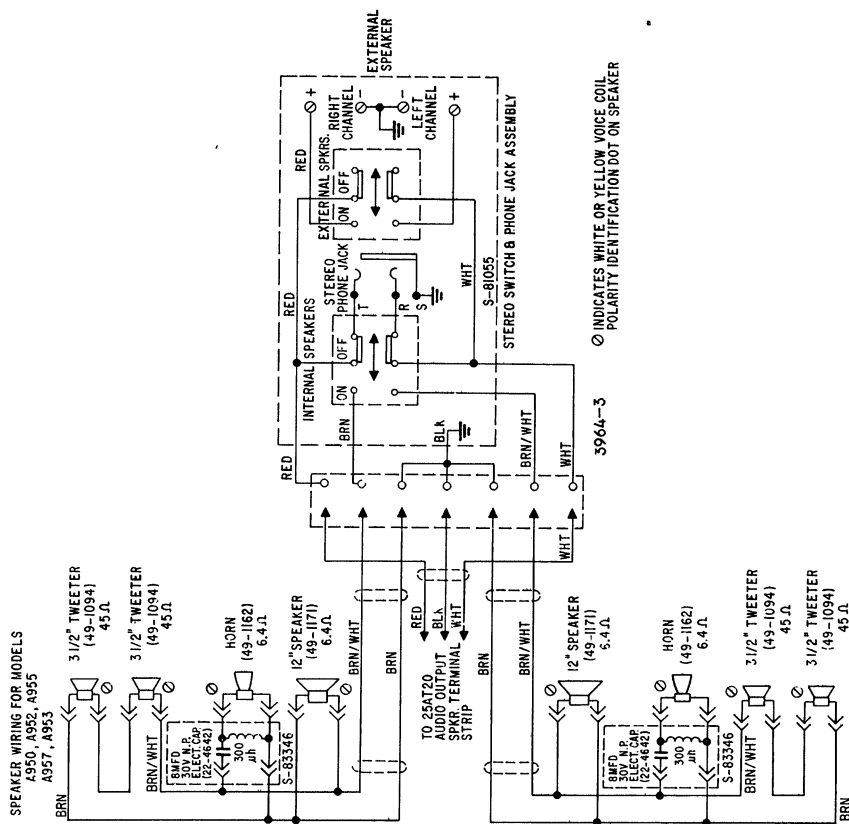 EXTERNAL
SPEAKER
+
RIGHT
CHANNEL
-
-
LEFT
CHANNEL
+
RED
EXTERNAL SPKRS.
ON OFF
RED
STEREO
PHONE JACK
T
R
S
WHT
S-81055
INTERNAL SPEAKERS
ON OFF
STEREO SWITCH & PHONE JACK ASSEMBLY
BRN
BLK
BRN/WHT
WHT
RED
3964-3
INDICATES WHITE OR YELLOW VOICE COIL
POLARITY IDENTIFICATION DOT ON SPEAKER
SPEAKER WIRING FOR MODELS
A950, A952, A955
A957, A953
3 1/2" TWEETER
(49-1094)
45Ω
3 1/2" TWEETER
(49-1094)
45Ω
HORN
(49-1162)
6.4Ω
12" SPEAKER
(49-1171)
6.4Ω
BRN
BRN/WHT
8MFD
30V N.P.
ELECT. CAP.
(22-4642)
300
μh
S-83346
BRN/WHT
BRN
RED
BLK
WHT
WHT
TO 25AT20
AUDIO OUTPUT
SPKR. TERMINAL
STRIP
BRN
BRN/WHT
12" SPEAKER
(49-1171)
6.4Ω
HORN
(49-1162)
6.4Ω
3 1/2" TWEETER
(49-1094)
45Ω
3 1/2" TWEETER
(49-1094)
45Ω
8MFD
30V N.P.
ELECT. CAP.
(22-4642)
300
μh
S-83346
BRN/WHT
BRN